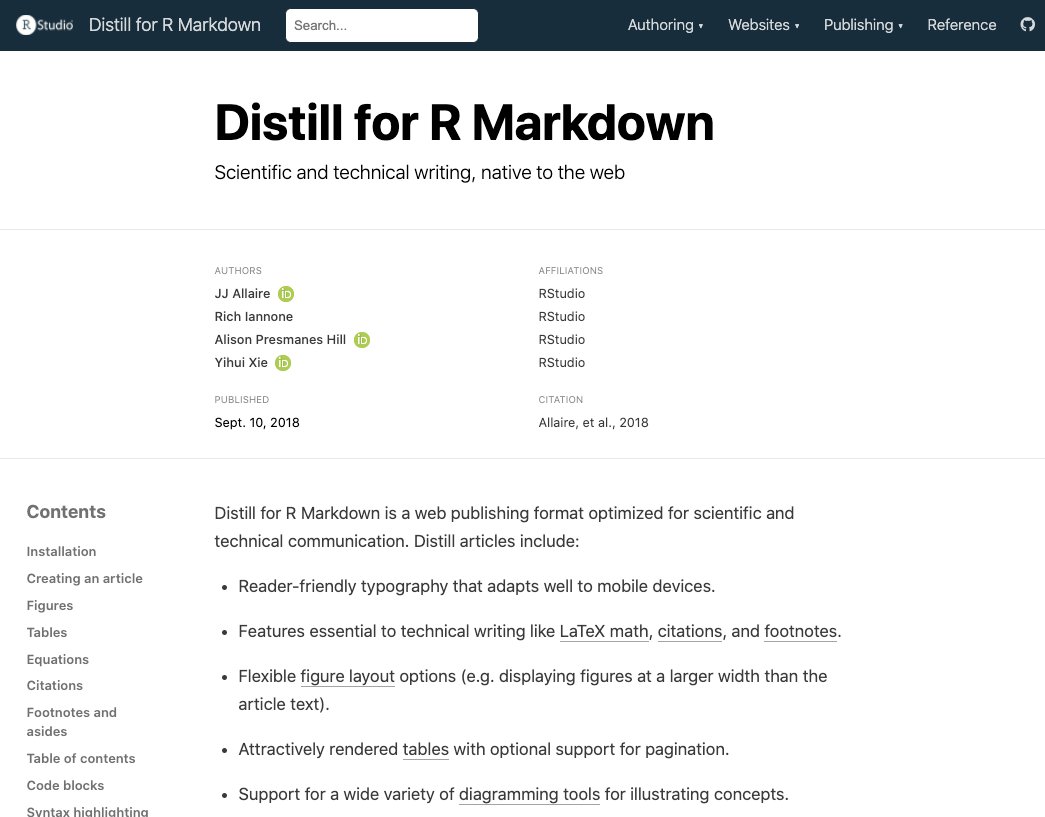 R Studio Distill for R Markdown Search... Authoring ▾ Websites ▾ Publishing ▾ Reference
Distill for R Markdown
Scientific and technical writing, native to the web
AUTHORS AFFILIATIONS
JJ Allaire iD RStudio
Rich Iannone RStudio
Alison Presmanes Hill iD RStudio
Yihui Xie iD RStudio
PUBLISHED CITATION
Sept. 10, 2018 Allaire, et al., 2018
Contents
Installation
Creating an article
Figures
Tables
Equations
Citations
Footnotes and
asides
Table of contents
Code blocks
Syntax highlighting
Distill for R Markdown is a web publishing format optimized for scientific and
technical communication. Distill articles include:
• Reader-friendly typography that adapts well to mobile devices.
• Features essential to technical writing like LaTeX math, citations, and footnotes.
• Flexible figure layout options (e.g. displaying figures at a larger width than the
article text).
• Attractively rendered tables with optional support for pagination.
• Support for a wide variety of diagramming tools for illustrating concepts.